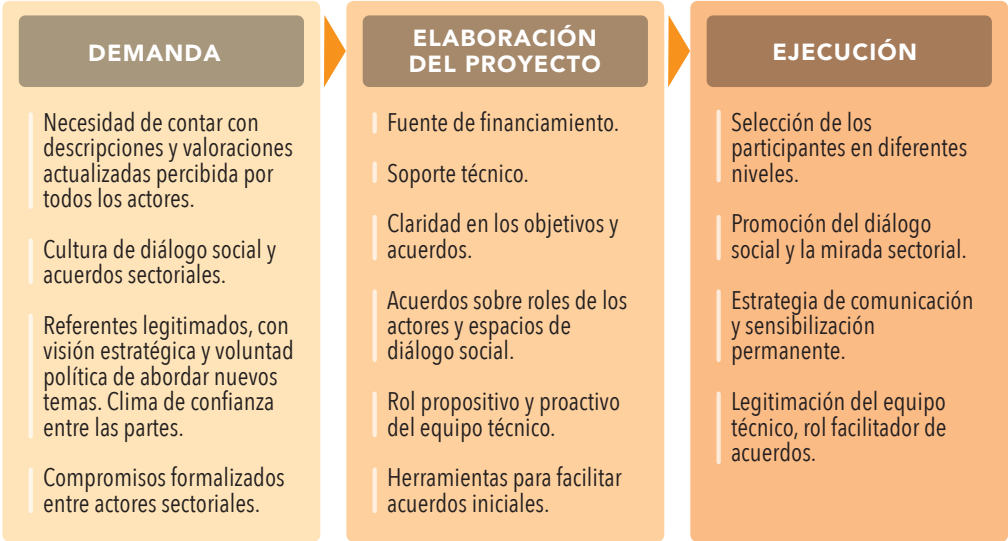 DEMANDA
Necesidad de contar con
descripciones y valoraciones
actualizadas percibida por
todos los actores.
Cultura de diálogo social y
acuerdos sectoriales.
Referentes legitimados, con
visión estratégica y voluntad
política de abordar nuevos
temas. Clima de confianza
entre las partes.
Compromisos formalizados
entre actores sectoriales.
ELABORACIÓN
DEL PROYECTO
Fuente de financiamiento.
Soporte técnico.
Claridad en los objetivos y
acuerdos.
Acuerdos sobre roles de los
actores y espacios de
diálogo social.
Rol propositivo y proactivo
del equipo técnico.
Herramientas para facilitar
acuerdos iniciales.
EJECUCIÓN
Selección de los
participantes en diferentes
niveles.
Promoción del diálogo
social y la mirada sectorial.
Estrategia de comunicación
y sensibilización
permanente.
Legitimación del equipo
técnico, rol facilitador de
acuerdos.